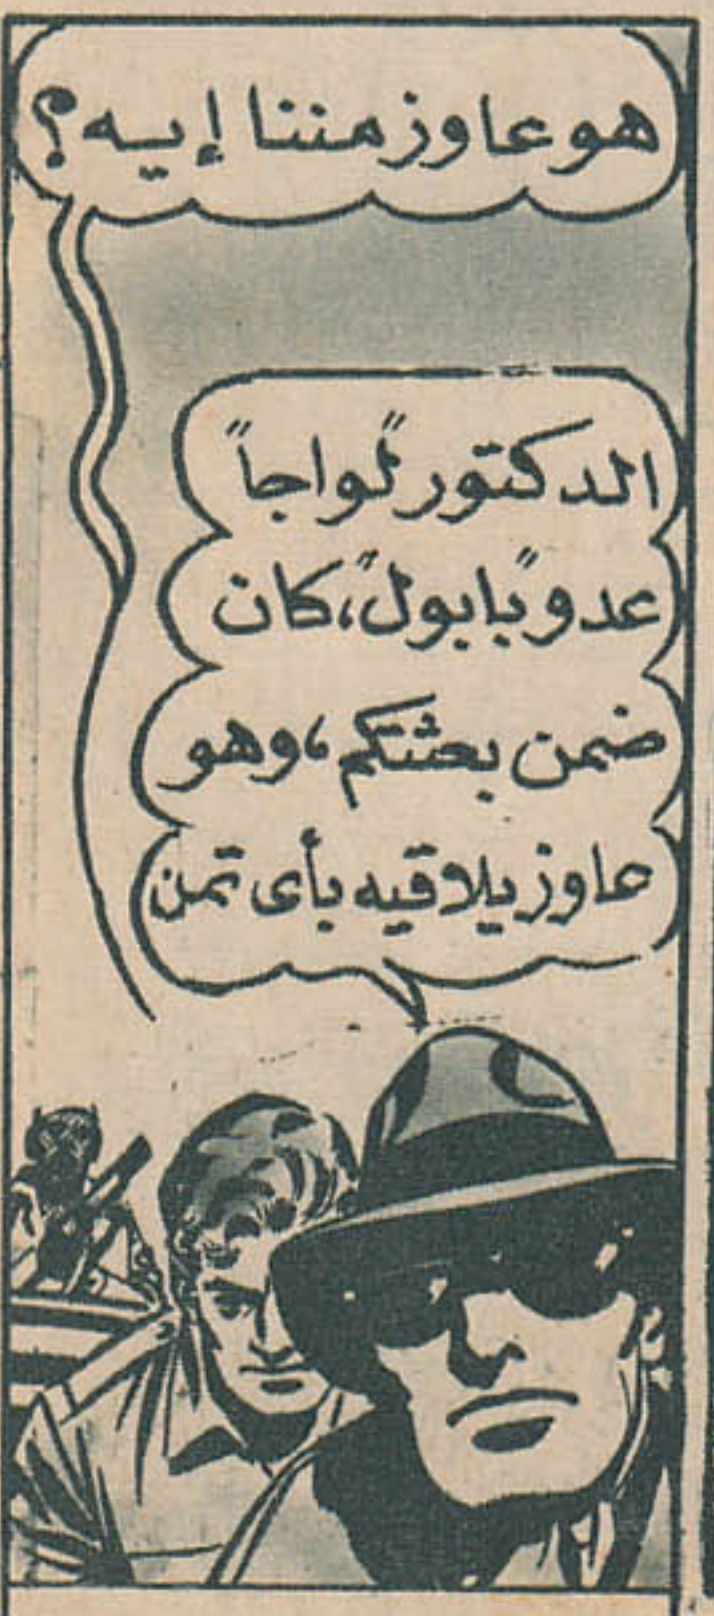 هو عاوز مننا إيه؟
الدكتور "لواجا"
عدو "بابول"، كان
ضمن بعثتكم، وهو
عاوز يلاقيه بأى تمن